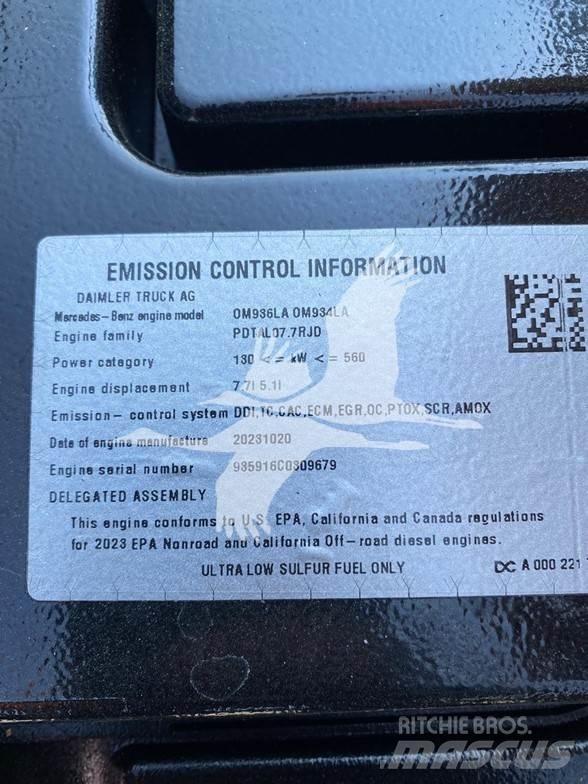 EMISSION CONTROL INFORMATION
DAIMLER TRUCK AG
Mercedes-Benz engine model OM936LA OM934LA
Engine family PDTAL07.7RJD
Power category 130 <= kW <= 560
Engine displacement 7.7l 5.1l
Emission- control system DDI,TC,CAC,ECM,EGR,OC,PTOX,SCR,AMOX
Date of engine manufacture 20231020
Engine serial number 935916C0309679
DELEGATED ASSEMBLY
This engine conforms to U.S. EPA, California and Canada regulations
for 2023 EPA Nonroad and California Off-road diesel engines.
ULTRA LOW SULFUR FUEL ONLY
DC A 000 221
RITCHIE BROS.
MASCUS